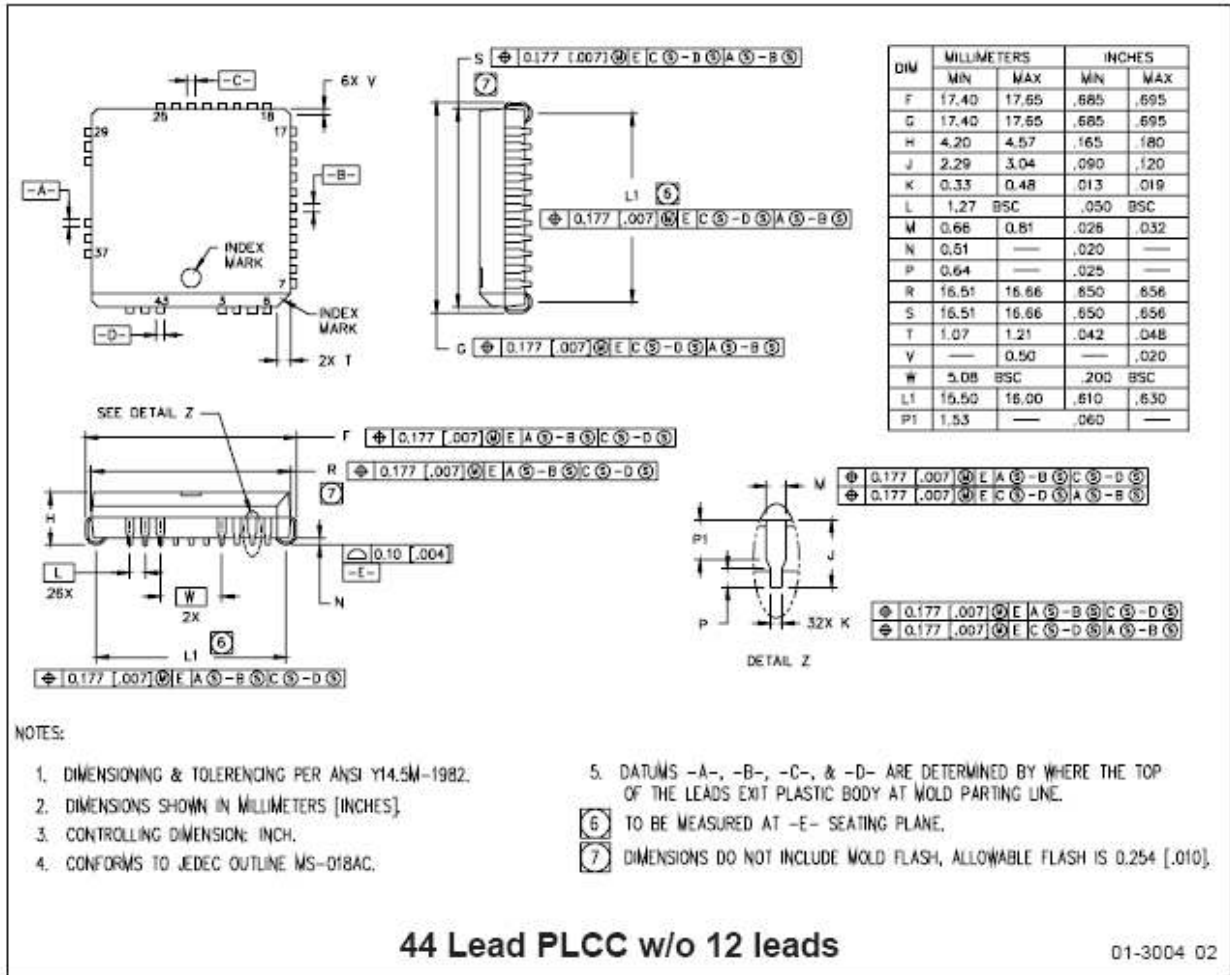 -C-
6X V
25
18
29
17
-A-
-B-
37
INDEX
MARK
7
43
3
6
-D-
INDEX
MARK
2X T
S ⌖ 0.177 [.007] Ⓜ E C Ⓢ-D Ⓢ A Ⓢ-B Ⓢ
7
L1 6
⌖ 0.177 [.007] Ⓜ E C Ⓢ-D Ⓢ A Ⓢ-B Ⓢ
G ⌖ 0.177 [.007] Ⓜ E C Ⓢ-D Ⓢ A Ⓢ-B Ⓢ
DIM MILLIMETERS INCHES
MIN MAX MIN MAX
F 17.40 17.65 .685 .695
G 17.40 17.65 .685 .695
H 4.20 4.57 .165 .180
J 2.29 3.04 .090 .120
K 0.33 0.48 .013 .019
L 1.27 BSC .050 BSC
M 0.66 0.81 .026 .032
N 0.51 — .020 —
P 0.64 — .025 —
R 16.51 16.66 .650 .656
S 16.51 16.66 .650 .656
T 1.07 1.21 .042 .048
V — 0.50 — .020
W 5.08 BSC .200 BSC
L1 15.50 16.00 .610 .630
P1 1.53 — .060 —
SEE DETAIL Z
F ⌖ 0.177 [.007] Ⓜ E A Ⓢ-B Ⓢ C Ⓢ-D Ⓢ
R ⌖ 0.177 [.007] Ⓜ E A Ⓢ-B Ⓢ C Ⓢ-D Ⓢ
7
H
⌓ 0.10 [.004]
-E-
L
26X
W
2X
N
L1 6
⌖ 0.177 [.007] Ⓜ E A Ⓢ-B Ⓢ C Ⓢ-D Ⓢ
M ⌖ 0.177 [.007] Ⓜ E A Ⓢ-B Ⓢ C Ⓢ-D Ⓢ
⌖ 0.177 [.007] Ⓜ E C Ⓢ-D Ⓢ A Ⓢ-B Ⓢ
P1
J
P
32X K
⌖ 0.177 [.007] Ⓜ E A Ⓢ-B Ⓢ C Ⓢ-D Ⓢ
⌖ 0.177 [.007] Ⓜ E C Ⓢ-D Ⓢ A Ⓢ-B Ⓢ
DETAIL Z
NOTES:
1. DIMENSIONING & TOLERENCING PER ANSI Y14.5M-1982.
2. DIMENSIONS SHOWN IN MILLIMETERS [INCHES].
3. CONTROLLING DIMENSION: INCH.
4. CONFORMS TO JEDEC OUTLINE MS-018AC.
5. DATUMS -A-, -B-, -C-, & -D- ARE DETERMINED BY WHERE THE TOP
OF THE LEADS EXIT PLASTIC BODY AT MOLD PARTING LINE.
6 TO BE MEASURED AT -E- SEATING PLANE.
7 DIMENSIONS DO NOT INCLUDE MOLD FLASH, ALLOWABLE FLASH IS 0.254 [.010].
44 Lead PLCC w/o 12 leads
01-3004 02